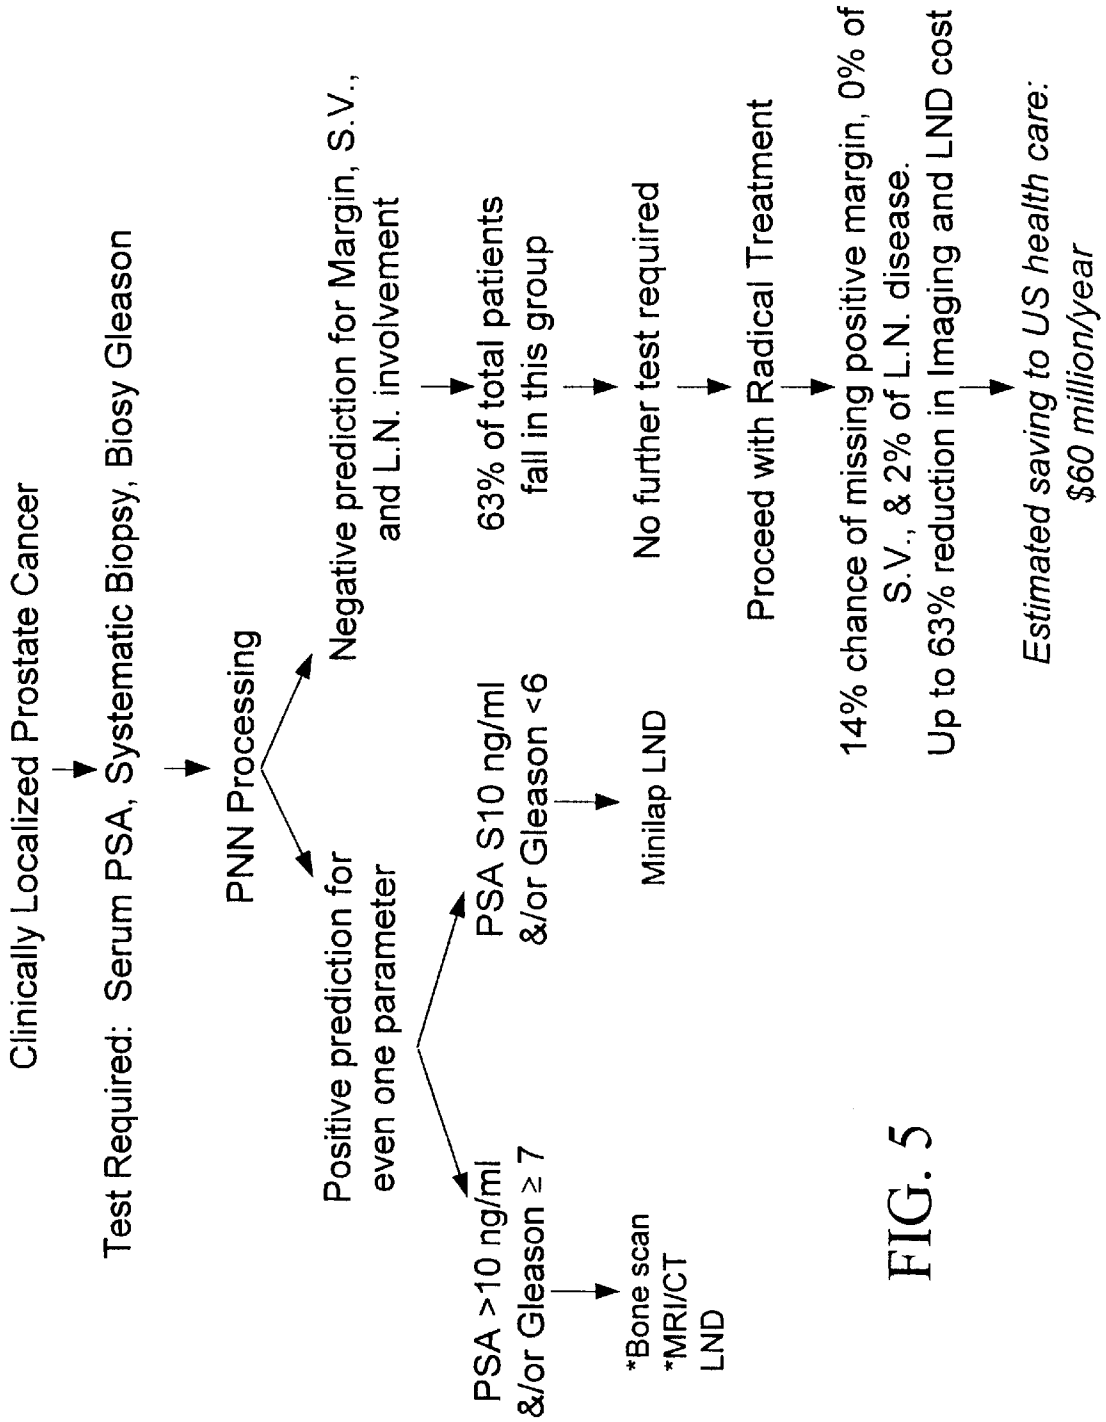 Clinically Localized Prostate Cancer
Test Required: Serum PSA, Systematic Biopsy, Biosy Gleason
PNN Processing
Positive prediction for
even one parameter
Negative prediction for Margin, S.V.,
and L.N. involvement
PSA >10 ng/ml
&/or Gleason ≥ 7
PSA S10 ng/ml
&/or Gleason <6
63% of total patients
fall in this group
*Bone scan
*MRI/CT
LND
Minilap LND
No further test required
Proceed with Radical Treatment
14% chance of missing positive margin, 0% of
S.V., & 2% of L.N. disease.
Up to 63% reduction in Imaging and LND cost
Estimated saving to US health care:
$60 million/year
FIG. 5